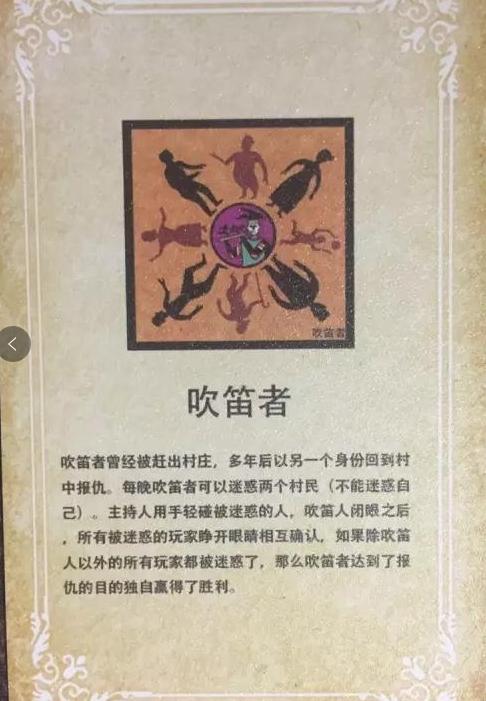 吹笛者
吹笛者
吹笛者曾经被赶出村庄，多年后以另一个身份回到村
中报仇。每晚吹笛者可以迷惑两个村民（不能迷惑自
己）。主持人用手轻碰被迷惑的人，吹笛人闭眼之后
，所有被迷惑的玩家睁开眼睛相互确认，如果除吹笛
人以外的所有玩家都被迷惑了，那么吹笛者达到了报
仇的目的独自赢得了胜利。